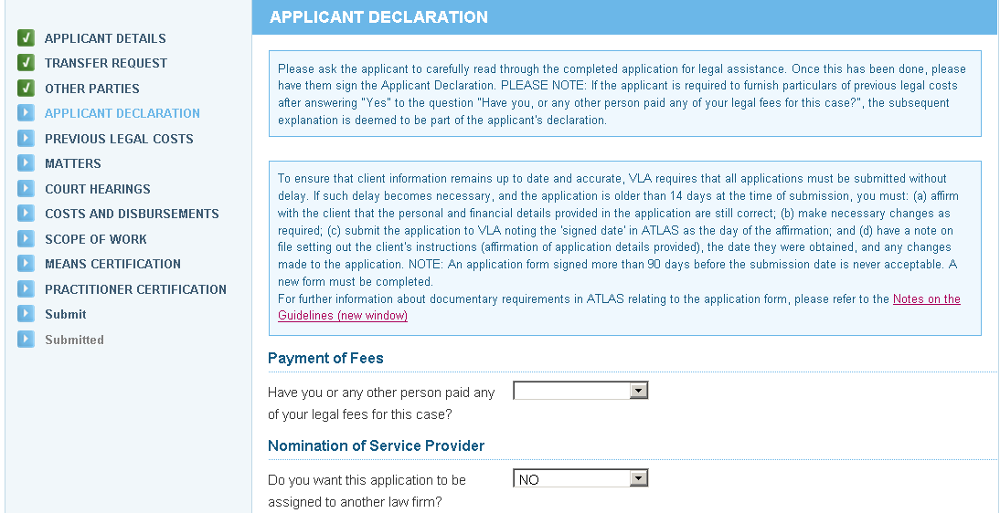 APPLICANT DETAILS
TRANSFER REQUEST
OTHER PARTIES
APPLICANT DECLARATION
PREVIOUS LEGAL COSTS
MATTERS
COURT HEARINGS
COSTS AND DISBURSEMENTS
SCOPE OF WORK
MEANS CERTIFICATION
PRACTITIONER CERTIFICATION
Submit
Submitted
APPLICANT DECLARATION
Please ask the applicant to carefully read through the completed application for legal assistance. Once this has been done, please
have them sign the Applicant Declaration. PLEASE NOTE: If the applicant is required to furnish particulars of previous legal costs
after answering "Yes" to the question "Have you, or any other person paid any of your legal fees for this case?", the subsequent
explanation is deemed to be part of the applicant's declaration.
To ensure that client information remains up to date and accurate, VLA requires that all applications must be submitted without
delay. If such delay becomes necessary, and the application is older than 14 days at the time of submission, you must: (a) affirm
with the client that the personal and financial details provided in the application are still correct; (b) make necessary changes as
required; (c) submit the application to VLA noting the 'signed date' in ATLAS as the day of the affirmation; and (d) have a note on
file setting out the client's instructions (affirmation of application details provided), the date they were obtained, and any changes
made to the application. NOTE: An application form signed more than 90 days before the submission date is never acceptable. A
new form must be completed.
For further information about documentary requirements in ATLAS relating to the application form, please refer to the Notes on the
Guidelines (new window)
Payment of Fees
Have you or any other person paid any
of your legal fees for this case?
Nomination of Service Provider
Do you want this application to be
assigned to another law firm?
NO